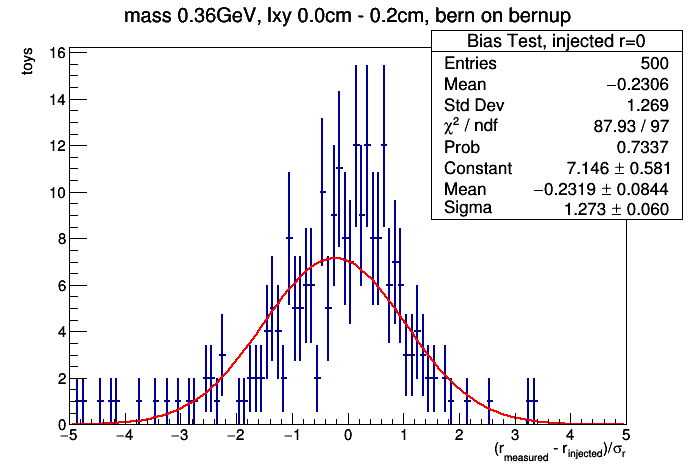 mass 0.36GeV, lxy 0.0cm - 0.2cm, bern on bernup
Bias Test, injected r=0
Entries 500
Mean −0.2306
Std Dev 1.269
χ² / ndf 87.93 / 97
Prob 0.7337
Constant 7.146 ± 0.581
Mean −0.2319 ± 0.0844
Sigma 1.273 ± 0.060
toys
16
14
12
10
8
6
4
2
0
−5 −4 −3 −2 −1 0 1 2 3 4 5
(r_measured - r_injected)/σ_r